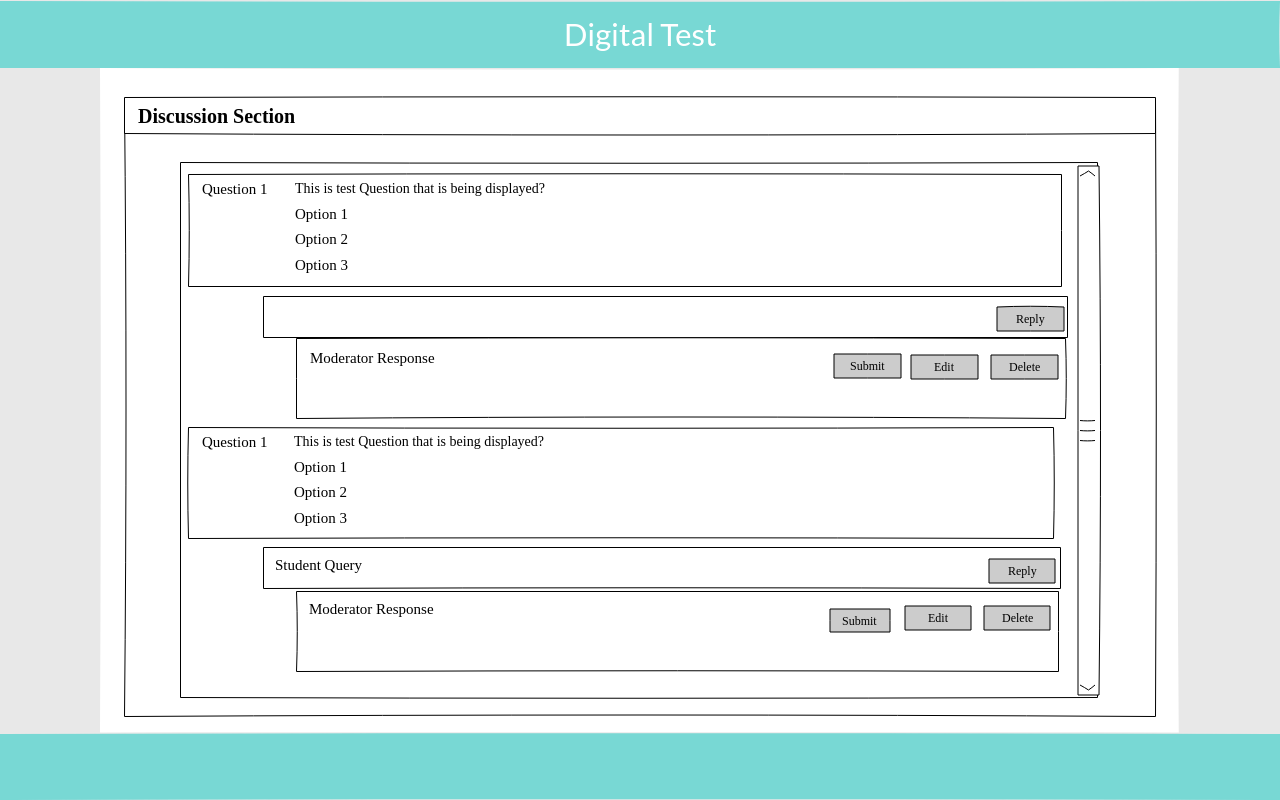 Digital Test
Discussion Section
Question 1 This is test Question that is being displayed?
Option 1
Option 2
Option 3
Reply
Moderator Response Submit Edit Delete
Question 1 This is test Question that is being displayed?
Option 1
Option 2
Option 3
Student Query Reply
Moderator Response Submit Edit Delete